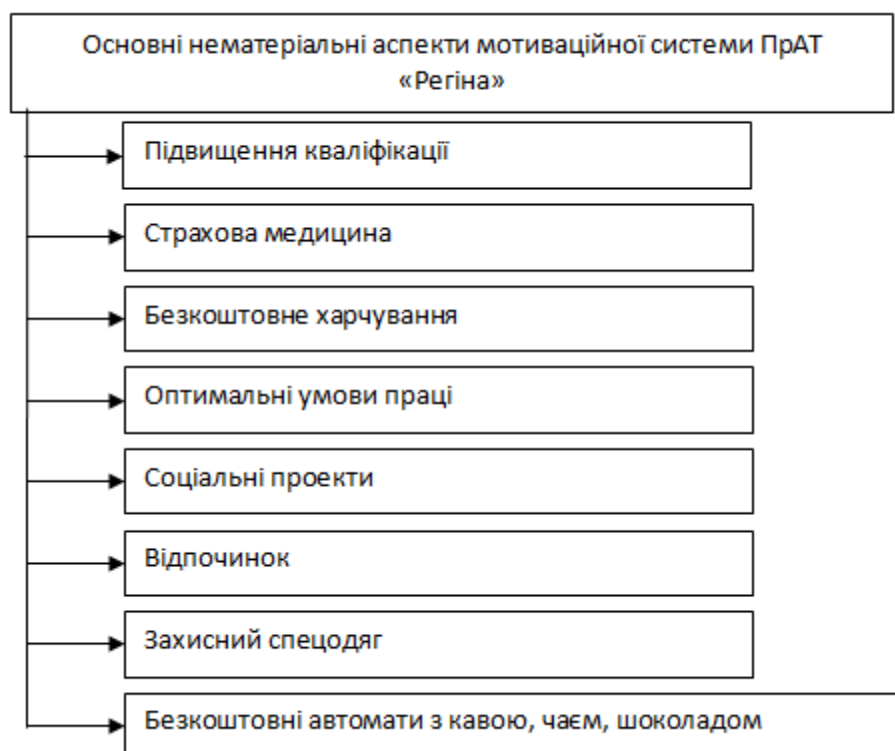 Основні нематеріальні аспекти мотиваційної системи ПрАТ
«Регіна»
Підвищення кваліфікації
Страхова медицина
Безкоштовне харчування
Оптимальні умови праці
Соціальні проекти
Відпочинок
Захисний спецодяг
Безкоштовні автомати з кавою, чаєм, шоколадом